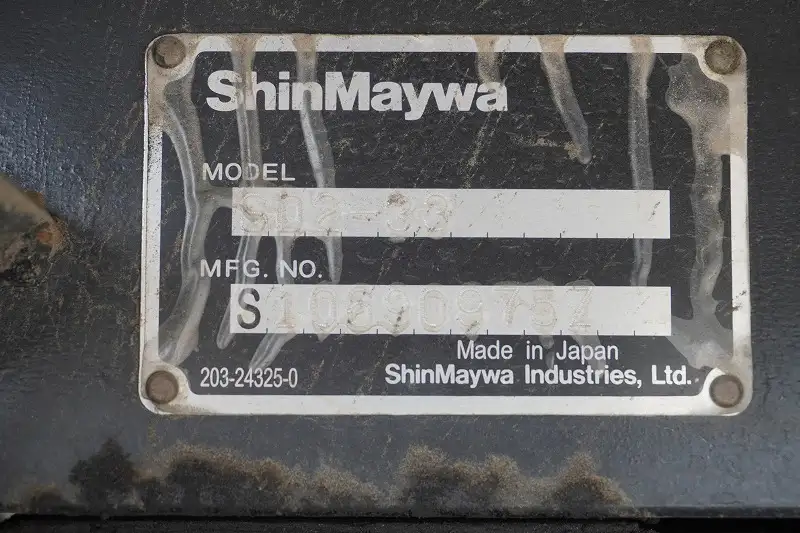 ShinMaywa
MODEL
MFG. NO.
S
Made in Japan
203-24325-0
ShinMaywa Industries, Ltd.